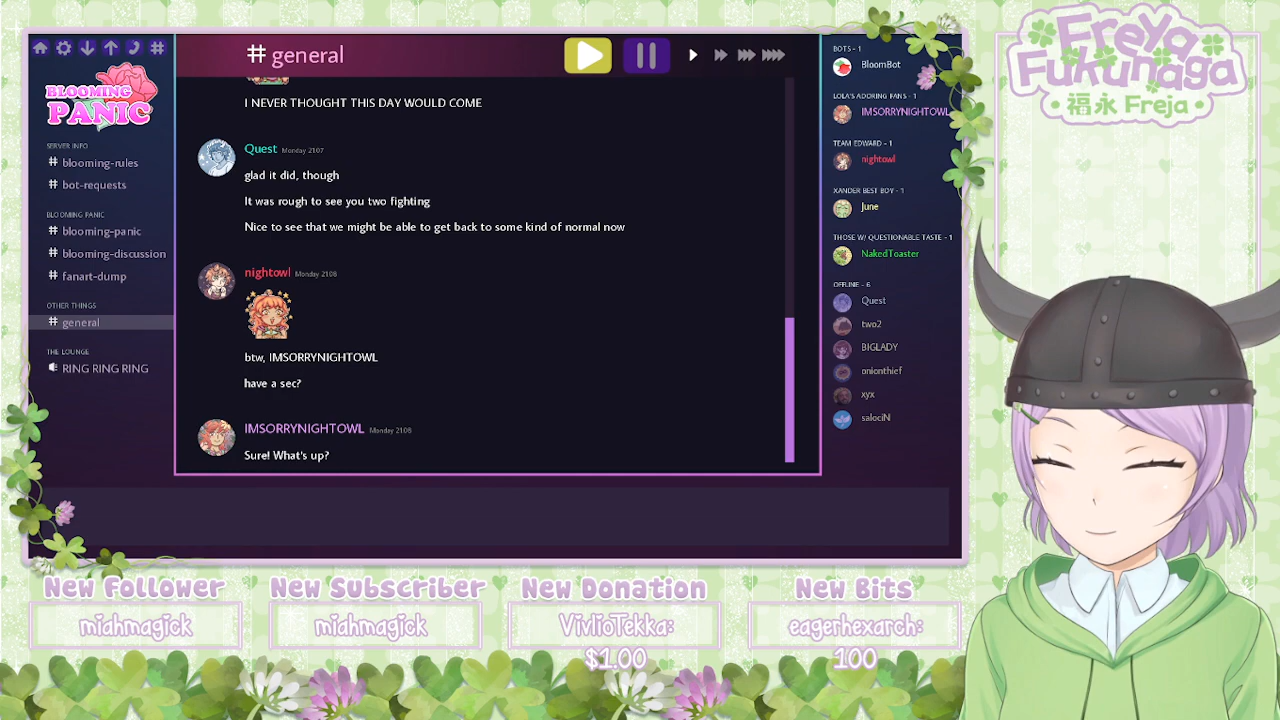 BLOOMING
PANIC
SERVER INFO
# blooming-rules
# bot-requests
BLOOMING PANIC
# blooming-panic
# blooming-discussion
# fanart-dump
OTHER THINGS
# general
THE LOUNGE
RING RING RING
# general
I NEVER THOUGHT THIS DAY WOULD COME
Quest Monday 2107
glad it did, though
It was rough to see you two fighting
Nice to see that we might be able to get back to some kind of normal now
nightowl Monday 2108
btw, IMSORRYNIGHTOWL
have a sec?
IMSORRYNIGHTOWL Monday 2108
Sure! What's up?
BOTS - 1
BloomBot
LOLA'S ADORING FANS - 1
IMSORRYNIGHTOWL
TEAM EDWARD - 1
nightowl
XANDER BEST BOY - 1
June
THOSE W/ QUESTIONABLE TASTE - 1
NakedToaster
OFFLINE - 6
Quest
two2
BIGLADY
onionthief
xyx
salociN
Freya
Fukunaga
福永 Freja
New Follower
miahmagick
New Subscriber
miahmagick
New Donation
VivlioTekka:
$1.00
New Bits
eagerhexarch:
100